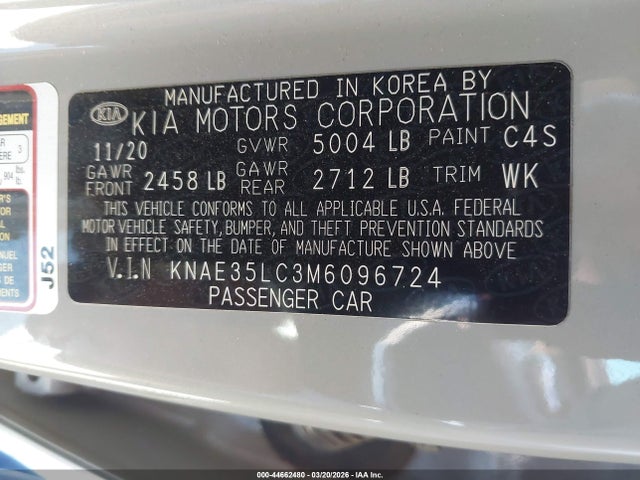 MANUFACTURED IN KOREA BY
KIA KIA MOTORS CORPORATION
11/20 GVWR 5004 LB PAINT C4S
GAWR FRONT 2458 LB GAWR REAR 2712 LB TRIM WK
THIS VEHICLE CONFORMS TO ALL APPLICABLE U.S.A. FEDERAL
MOTOR VEHICLE SAFETY, BUMPER, AND THEFT PREVENTION STANDARDS
IN EFFECT ON THE DATE OF MANUFACTURE SHOWN ABOVE
V.I.N KNAE35LC3M6096724
PASSENGER CAR
J52
000-44662480 | 03/20/2026 - IAA Inc.